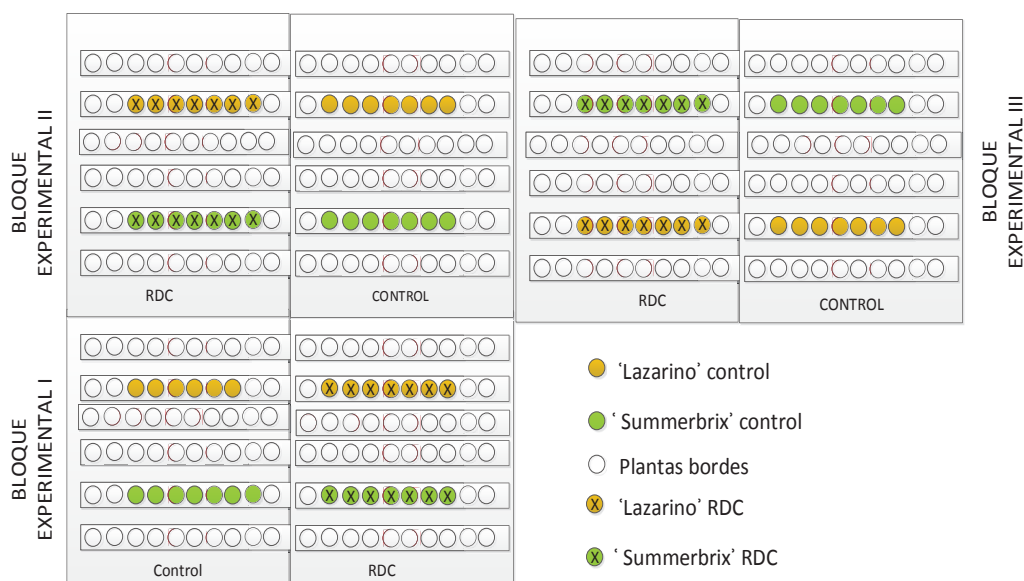 BLOQUE
EXPERIMENTAL II
RDC
CONTROL
BLOQUE
EXPERIMENTAL III
RDC
CONTROL
BLOQUE
EXPERIMENTAL I
Control
RDC
'Lazarino' control
' Summerbrix' control
Plantas bordes
X 'Lazarino' RDC
X ' Summerbrix' RDC